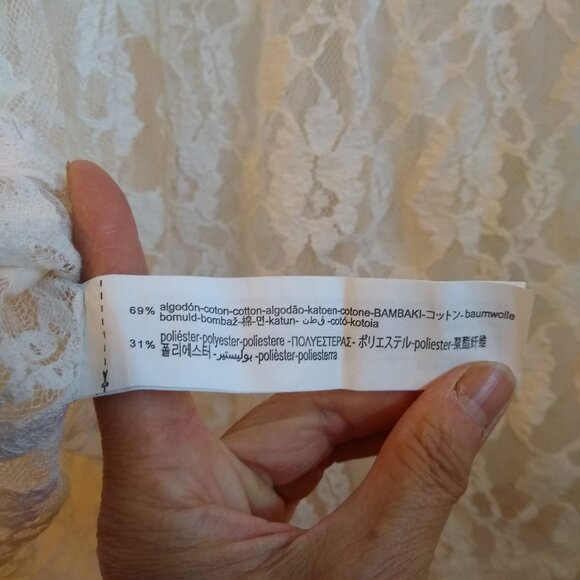 69% algodón-coton-cotton-algodão-katoen-cotone-BAMBAKI-コットン-baumwolle
bomuld-bombaž-棉-면-katun- قطن -cotó-kotoia
31% poliéster-polyester-poliestere -ΠΟΛΥΕΣΤΕΡΑΣ- ポリエステル-poliester-聚酯纤维
폴리에스터 -بوليستير -polièster-poliesterra